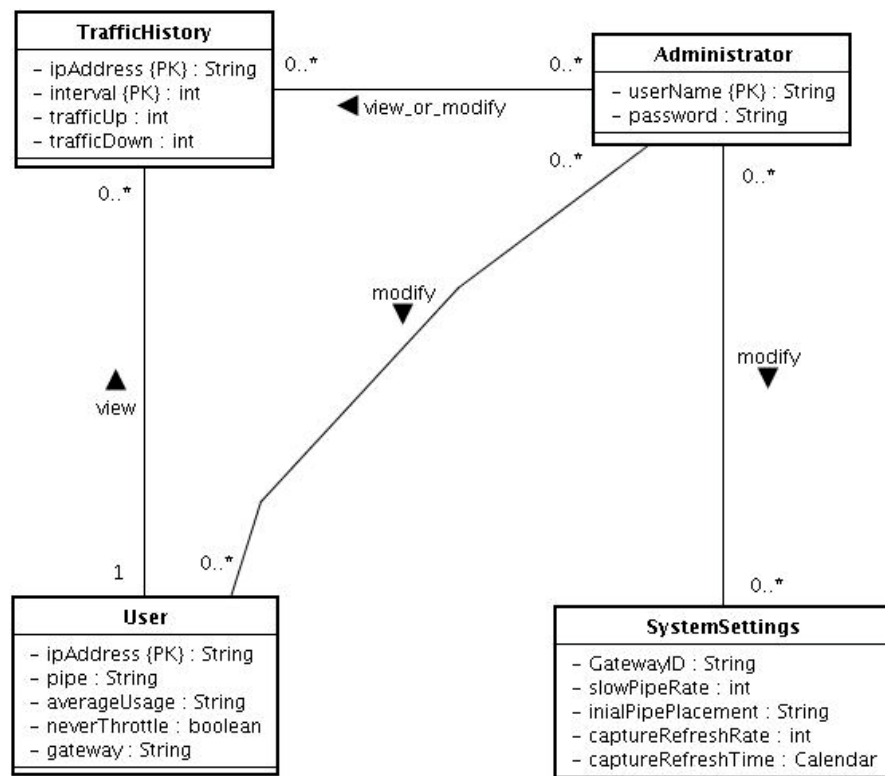 TrafficHistory
- ipAddress {PK} : String
- interval {PK} : int
- trafficUp : int
- trafficDown : int
0..*
0..*
view_or_modify
Administrator
- userName {PK} : String
- password : String
0..*
0..*
0..*
modify
modify
view
1
0..*
0..*
User
- ipAddress {PK} : String
- pipe : String
- averageUsage : String
- neverThrottle : boolean
- gateway : String
SystemSettings
- GatewayID : String
- slowPipeRate : int
- inialPipePlacement : String
- captureRefreshRate : int
- captureRefreshTime : Calendar